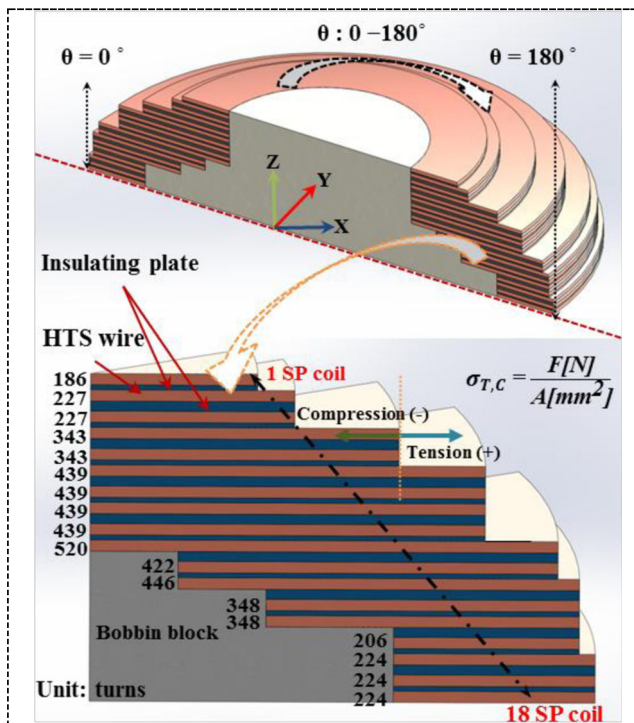 θ : 0 –180°
θ = 0°
θ = 180°
Z
Y
X
Insulating plate
HTS wire
1 SP coil
σT,C = F[N] / A[mm²]
Compression (-)
Tension (+)
186
227
227
343
343
439
439
439
439
520
422
446
348
348
206
224
224
224
Bobbin block
Unit: turns
18 SP coil